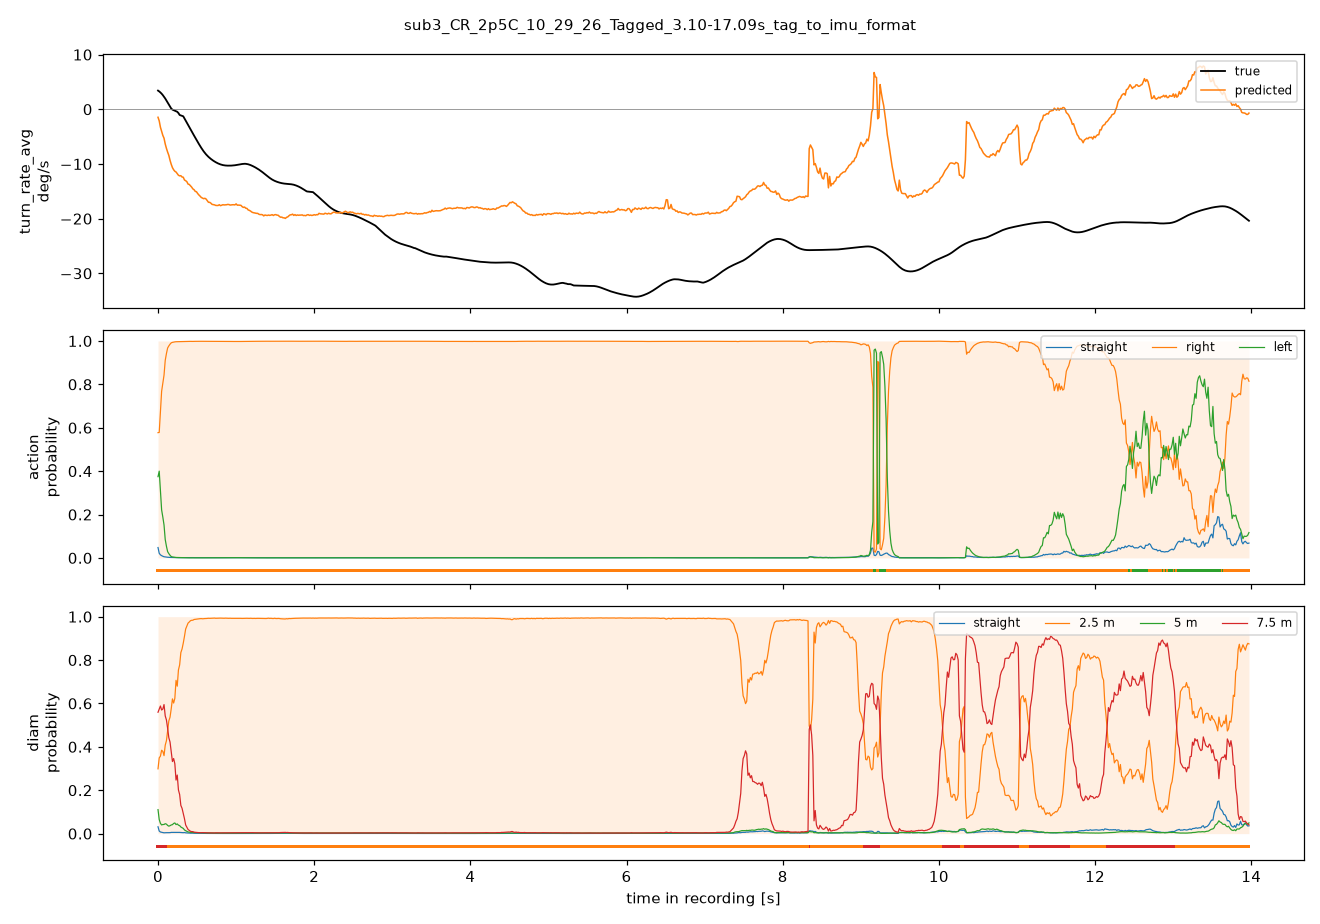 sub3_CR_2p5C_10_29_26_Tagged_3.10-17.09s_tag_to_imu_format
turn_rate_avg
deg/s
10
0
−10
−20
−30
true
predicted
action
probability
1.0
0.8
0.6
0.4
0.2
0.0
straight right left
diam
probability
1.0
0.8
0.6
0.4
0.2
0.0
straight 2.5 m 5 m 7.5 m
0 2 4 6 8 10 12 14
time in recording [s]